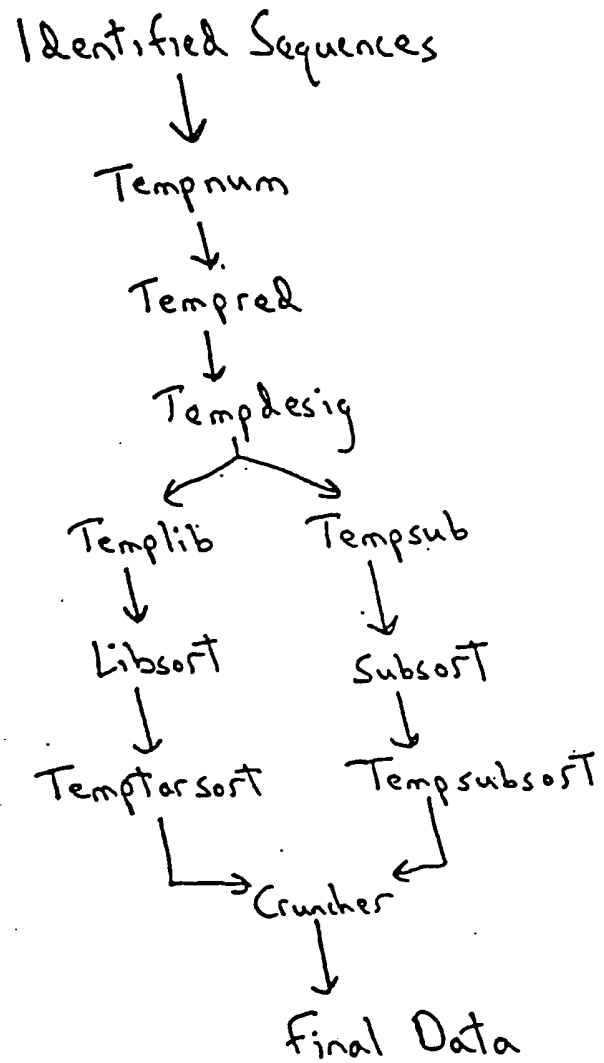 Identified Sequences
Tempnum
Tempred
Tempdesig
Templib Tempsub
Libsort Subsort
Temptarsort Tempsubsort
Cruncher
Final Data